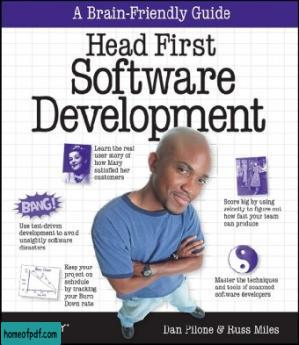 A Brain-Friendly Guide
Head First
Software
Development
Learn the real
user story of
how Mary
satisfied her
customers
BANG!
Use test-driven
development to avoid
unsightly software
disasters
Keep your
project on
schedule by
tracking your
Burn Down rate
Score big by using
velocity to figure out
how fast your team
can produce
Master the techniques
and tools of seasoned
software developers
Dan Pilone & Russ Miles
homeofpdf.com